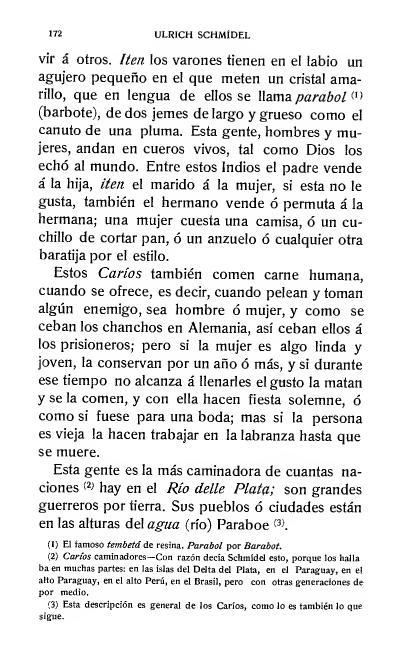 172 ULRICH SCHMÍDEL
vir á otros. Iten los varones tienen en el labio un
agujero pequeño en el que meten un cristal ama-
rillo, que en lengua de ellos se llama parabol (1)
(barbote), de dos jemes de largo y grueso como el
canuto de una pluma. Esta gente, hombres y mu-
jeres, andan en cueros vivos, tal como Dios los
echó al mundo. Entre estos Indios el padre vende
á la hija, iten el marido á la mujer, si esta no le
gusta, también el hermano vende ó permuta á la
hermana; una mujer cuesta una camisa, ó un cu-
chillo de cortar pan, ó un anzuelo ó cualquier otra
baratija por el estilo.
Estos Caríos también comen carne humana,
cuando se ofrece, es decir, cuando pelean y toman
algún enemigo, sea hombre ó mujer, y como se
ceban los chanchos en Alemania, así ceban ellos á
los prisioneros; pero si la mujer es algo linda y
joven, la conservan por un año ó más, y si durante
ese tiempo no alcanza á llenarles el gusto la matan
y se la comen, y con ella hacen fiesta solemne, ó
como si fuese para una boda; mas si la persona
es vieja la hacen trabajar en la labranza hasta que
se muere.
Esta gente es la más caminadora de cuantas na-
ciones (2) hay en el Río delle Plata; son grandes
guerreros por tierra. Sus pueblos ó ciudades están
en las alturas del agua (río) Paraboe (3).
(1) El famoso tembetá de resina. Parabol por Barabot.
(2) Caríos caminadores—Con razón decía Schmídel esto, porque los halla
ba en muchas partes: en las islas del Delta del Plata, en el Paraguay, en el
alto Paraguay, en el alto Perú, en el Brasil, pero con otras generaciones de
por medio.
(3) Esta descripción es general de los Caríos, como lo es también lo que
sigue.